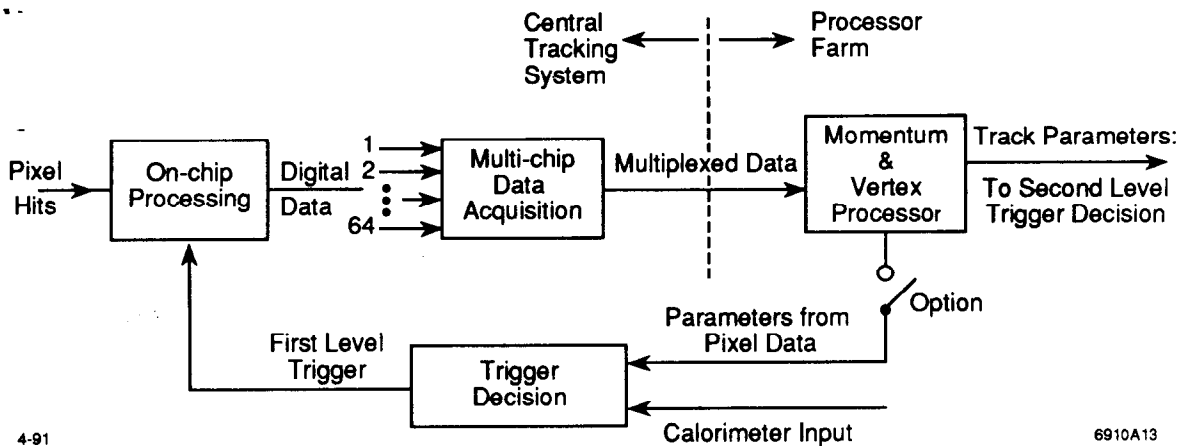 Central
Tracking
System
Processor
Farm
Pixel
Hits
On-chip
Processing
Digital
Data
1
2
64
Multi-chip
Data
Acquisition
Multiplexed Data
Momentum
&
Vertex
Processor
Track Parameters:
To Second Level
Trigger Decision
Option
Parameters from
Pixel Data
First Level
Trigger
Trigger
Decision
Calorimeter Input
4-91
6910A13